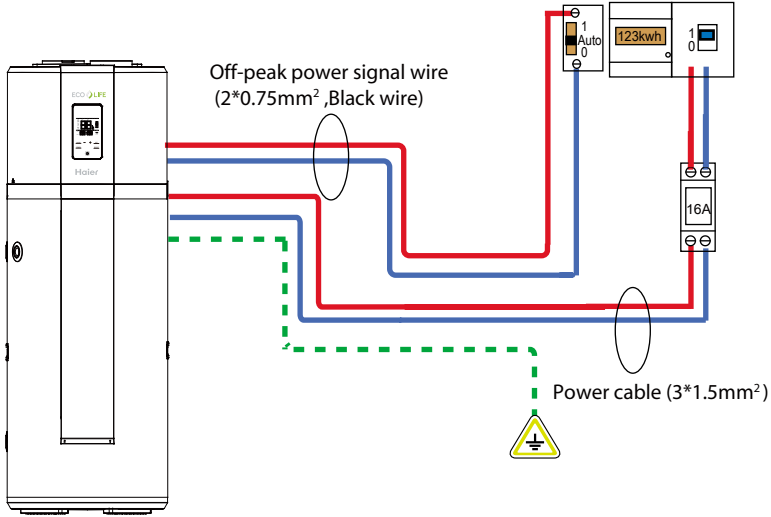 1
Auto
0
123kwh
1
0
Off-peak power signal wire
(2*0.75mm² ,Black wire)
ECO LIFE
Haier
16A
Power cable (3*1.5mm²)